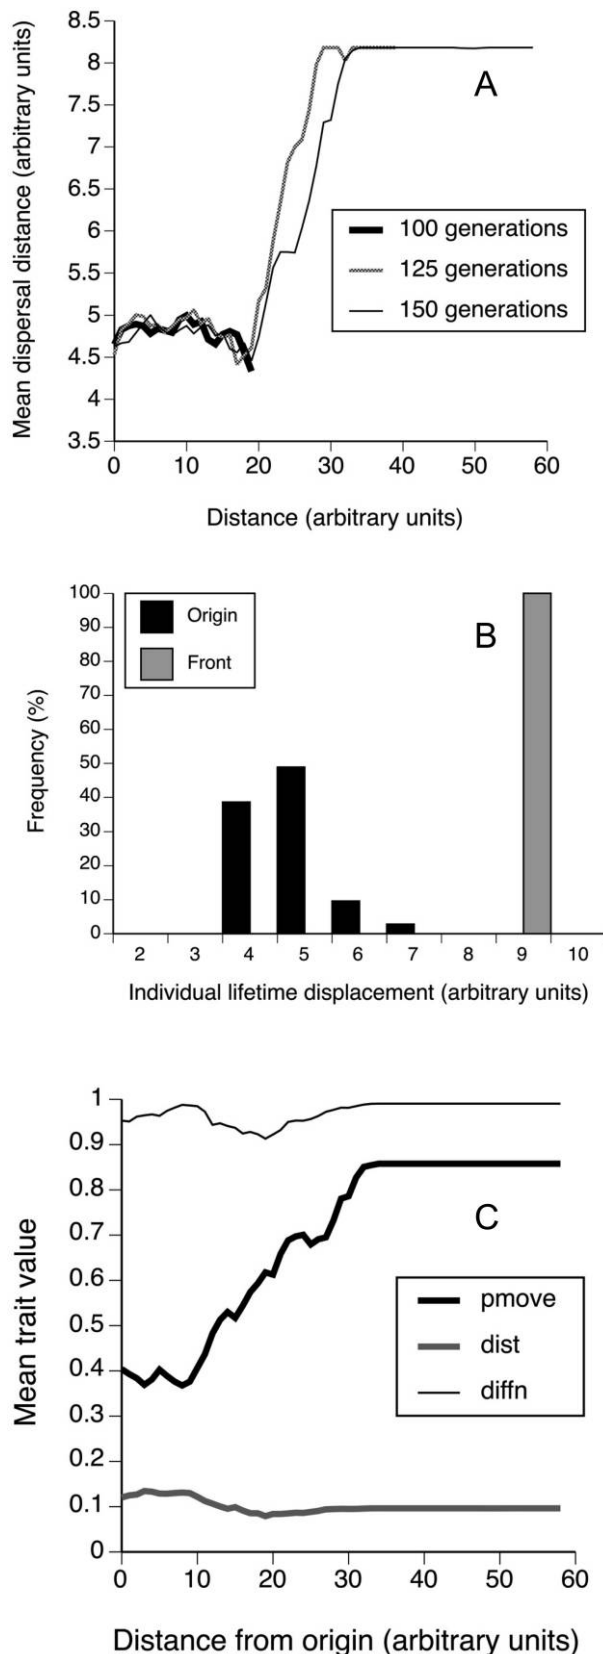 8.5
8
7.5
7
6.5
6
5.5
5
4.5
4
3.5
Mean dispersal distance (arbitrary units)
A
100 generations
125 generations
150 generations
0 10 20 30 40 50 60
Distance (arbitrary units)
100
90
80
70
60
50
40
30
20
10
0
Frequency (%)
Origin
Front
B
2 3 4 5 6 7 8 9 10
Individual lifetime displacement (arbitrary units)
1
0.9
0.8
0.7
0.6
0.5
0.4
0.3
0.2
0.1
0
Mean trait value
C
pmove
dist
diffn
0 10 20 30 40 50 60
Distance from origin (arbitrary units)